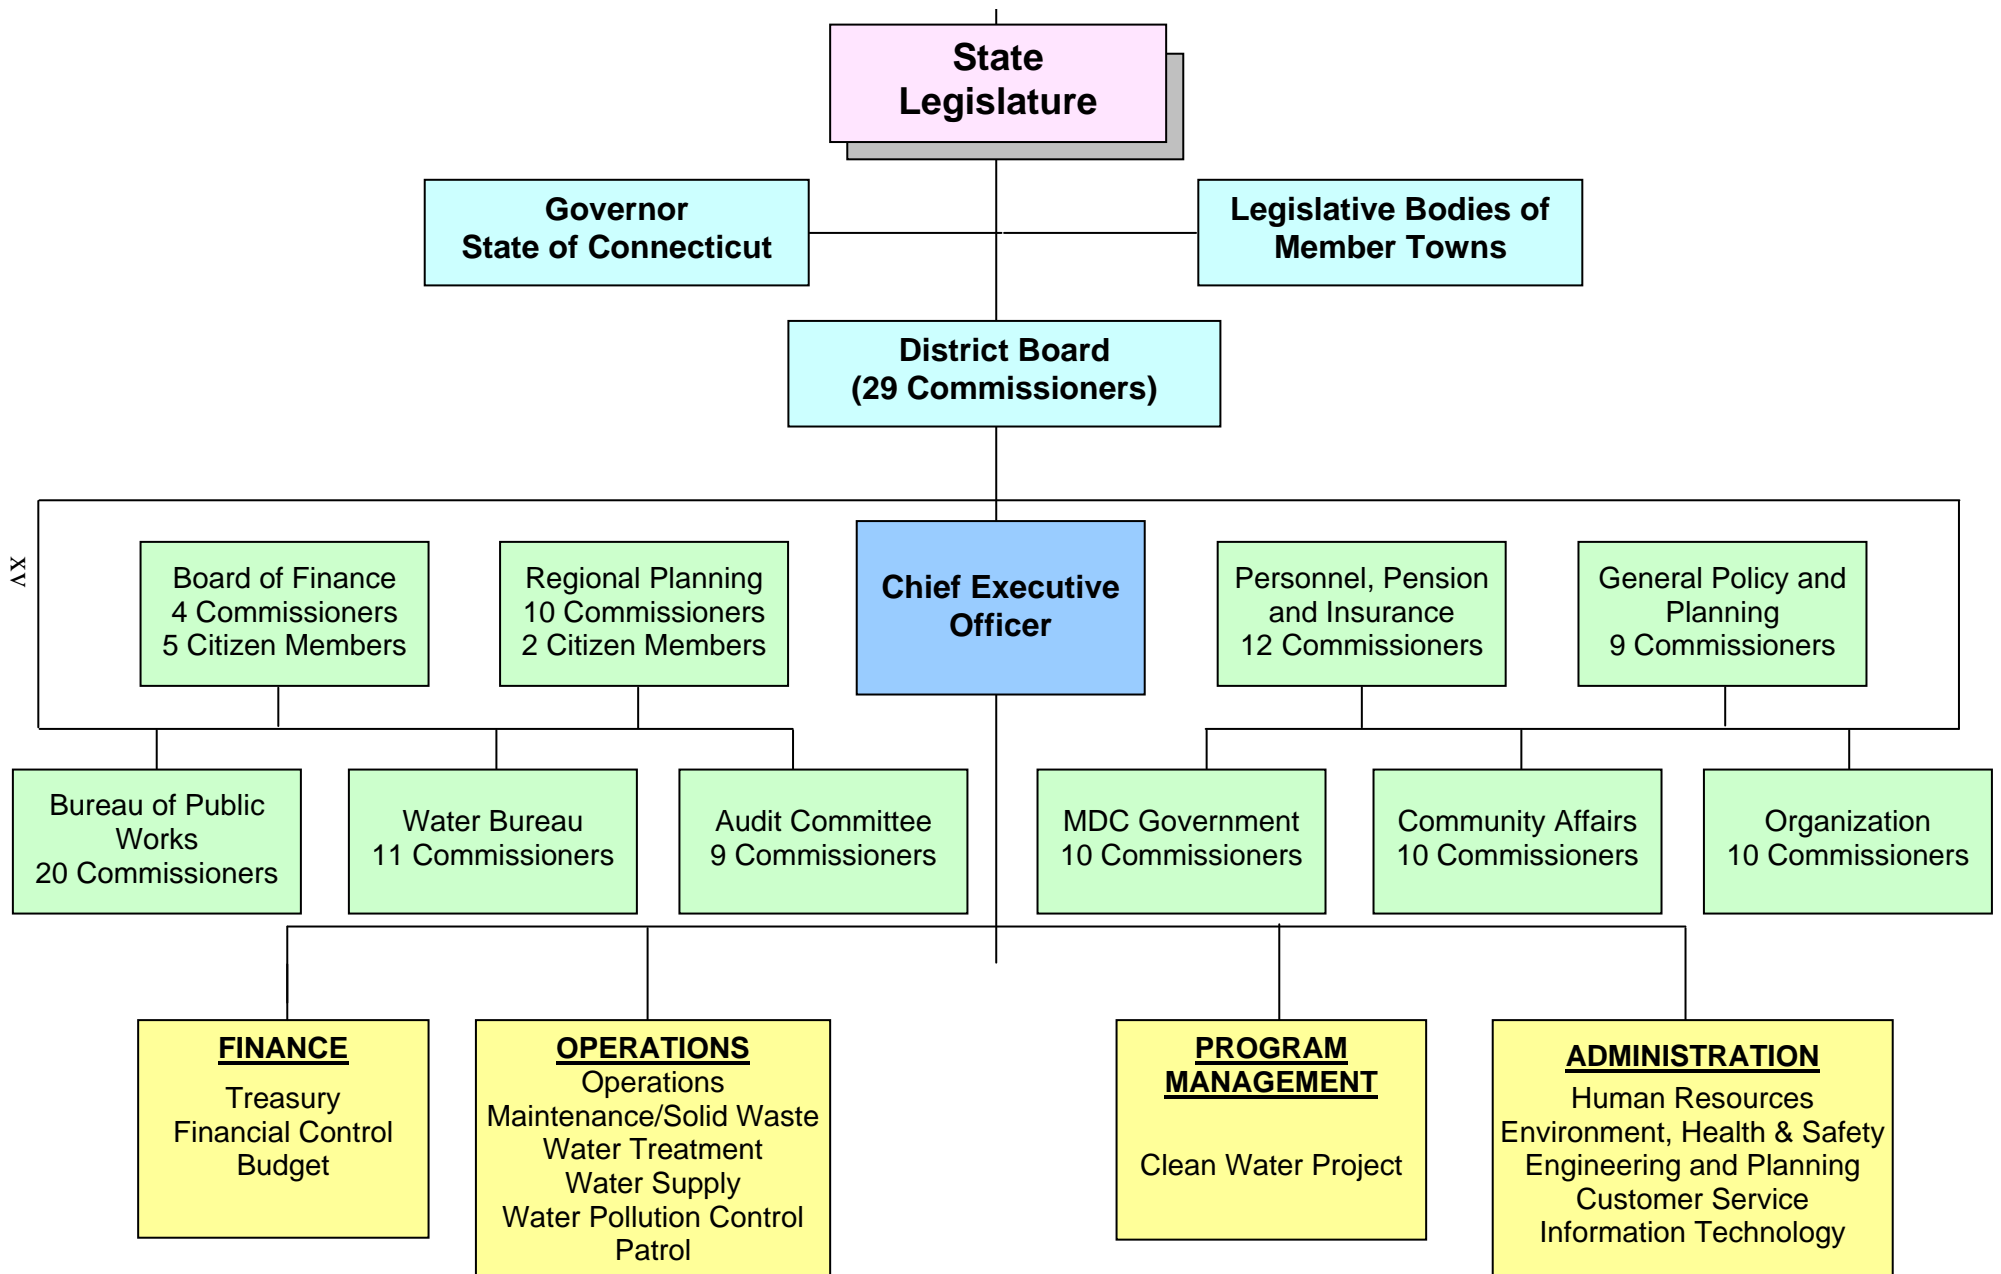 State
Legislature
Governor
State of Connecticut
Legislative Bodies of
Member Towns
District Board
(29 Commissioners)
xv
Board of Finance
4 Commissioners
5 Citizen Members
Regional Planning
10 Commissioners
2 Citizen Members
Chief Executive
Officer
Personnel, Pension
and Insurance
12 Commissioners
General Policy and
Planning
9 Commissioners
Bureau of Public
Works
20 Commissioners
Water Bureau
11 Commissioners
Audit Committee
9 Commissioners
MDC Government
10 Commissioners
Community Affairs
10 Commissioners
Organization
10 Commissioners
FINANCE
Treasury
Financial Control
Budget
OPERATIONS
Operations
Maintenance/Solid Waste
Water Treatment
Water Supply
Water Pollution Control
Patrol
PROGRAM
MANAGEMENT
Clean Water Project
ADMINISTRATION
Human Resources
Environment, Health & Safety
Engineering and Planning
Customer Service
Information Technology